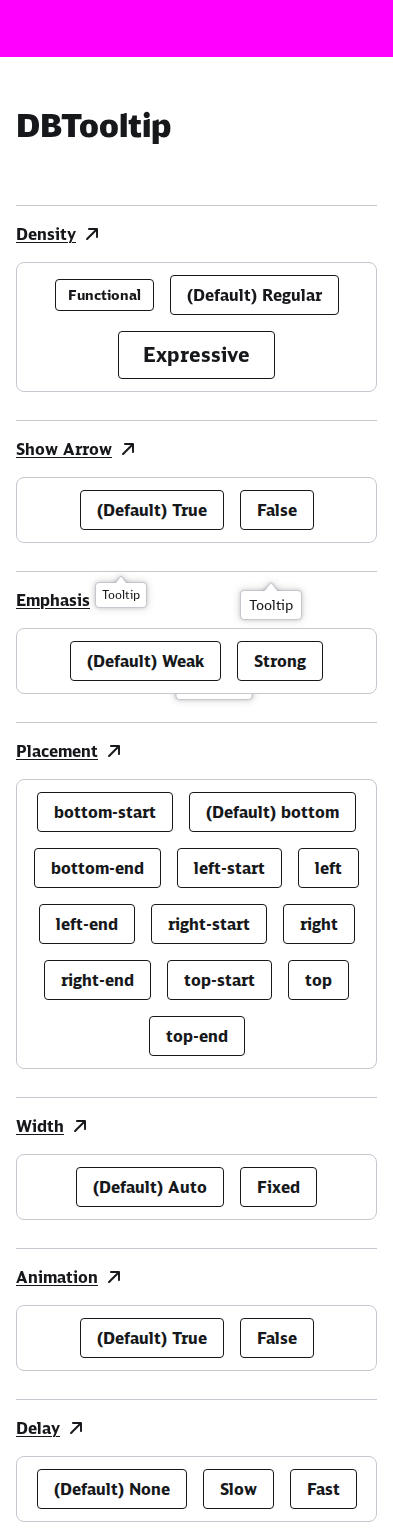 DBTooltip
Density
Functional (Default) Regular
Expressive
Show Arrow
(Default) True False
Emphasis Tooltip Tooltip
(Default) Weak Strong
Placement
bottom-start (Default) bottom
bottom-end left-start left
left-end right-start right
right-end top-start top
top-end
Width
(Default) Auto Fixed
Animation
(Default) True False
Delay
(Default) None Slow Fast